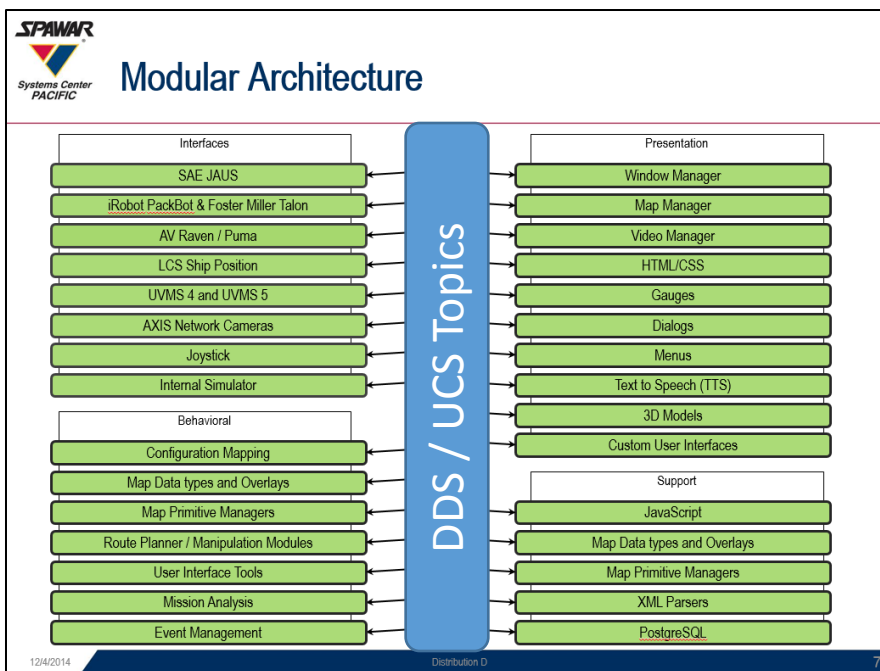 SPAWAR
Systems Center
PACIFIC
Modular Architecture
Interfaces
SAE JAUS
iRobot PackBot & Foster Miller Talon
AV Raven / Puma
LCS Ship Position
UVMS 4 and UVMS 5
AXIS Network Cameras
Joystick
Internal Simulator
Behavioral
Configuration Mapping
Map Data types and Overlays
Map Primitive Managers
Route Planner / Manipulation Modules
User Interface Tools
Mission Analysis
Event Management
DDS / UCS Topics
Presentation
Window Manager
Map Manager
Video Manager
HTML/CSS
Gauges
Dialogs
Menus
Text to Speech (TTS)
3D Models
Custom User Interfaces
Support
JavaScript
Map Data types and Overlays
Map Primitive Managers
XML Parsers
PostgreSQL
12/4/2014
Distribution D
7